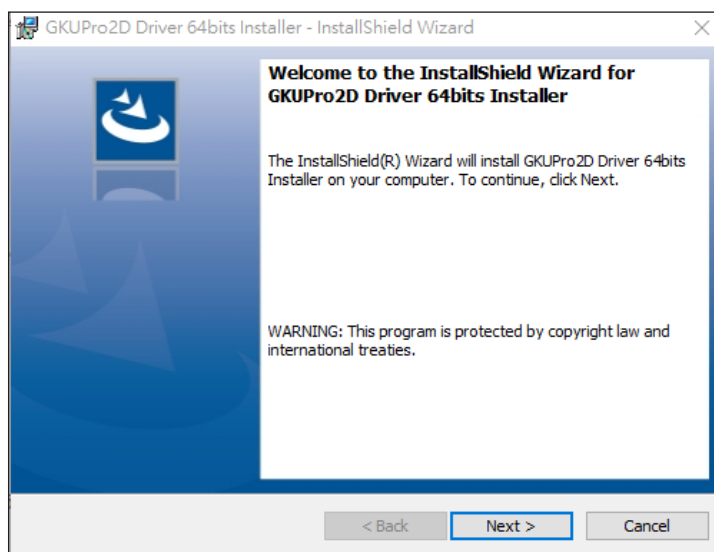 GKUPro2D Driver 64bits Installer - InstallShield Wizard
Welcome to the InstallShield Wizard for
GKUPro2D Driver 64bits Installer
The InstallShield(R) Wizard will install GKUPro2D Driver 64bits
Installer on your computer. To continue, click Next.
WARNING: This program is protected by copyright law and
international treaties.
< Back
Next >
Cancel